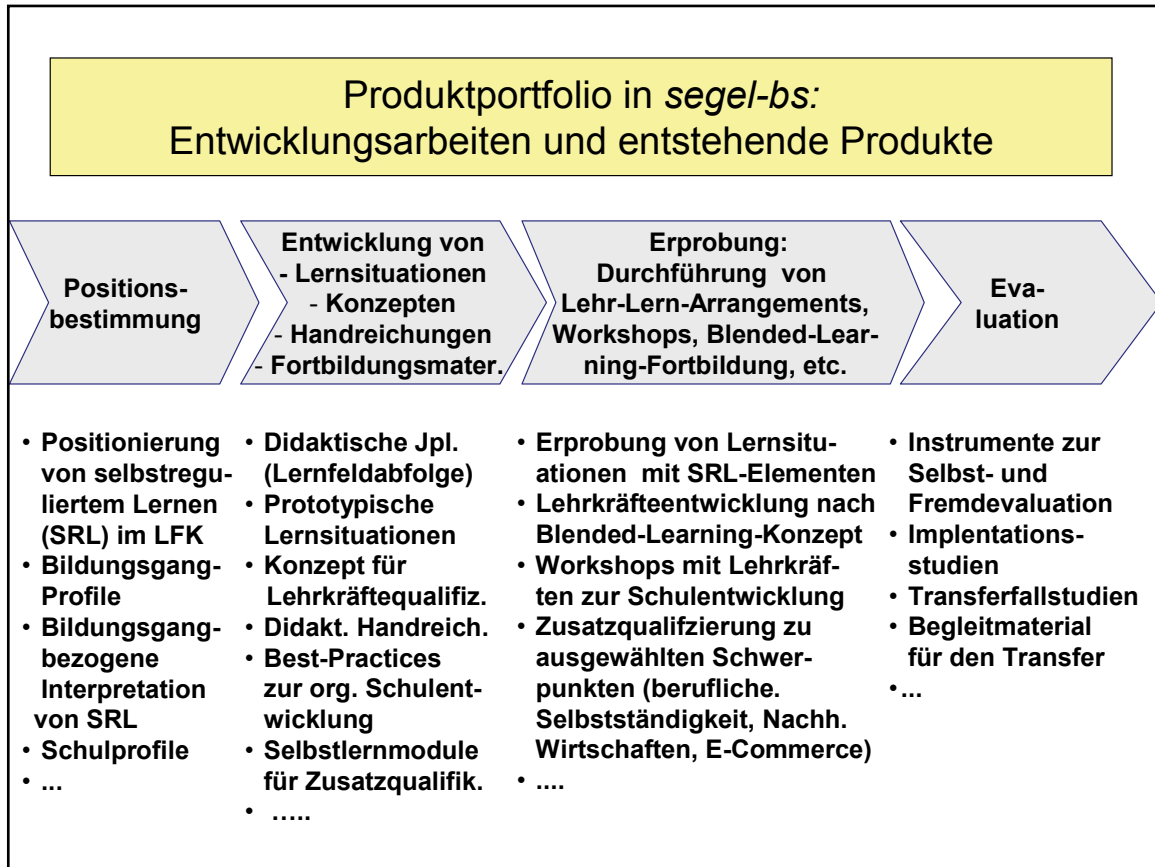 Produktportfolio in segel-bs:
Entwicklungsarbeiten und entstehende Produkte
Positions-
bestimmung
Entwicklung von
- Lernsituationen
- Konzepten
- Handreichungen
- Fortbildungsmater.
Erprobung:
Durchführung von
Lehr-Lern-Arrangements,
Workshops, Blended-Lear-
ning-Fortbildung, etc.
Eva-
luation
• Positionierung
von selbstregu-
liertem Lernen
(SRL) im LFK
• Bildungsgang-
Profile
• Bildungsgang-
bezogene
Interpretation
von SRL
• Schulprofile
• ...
• Didaktische Jpl.
(Lernfeldabfolge)
• Prototypische
Lernsituationen
• Konzept für
Lehrkräftequalifiz.
• Didakt. Handreich.
• Best-Practices
zur org. Schulent-
wicklung
• Selbstlernmodule
für Zusatzqualifik.
• .....
• Erprobung von Lernsitu-
ationen mit SRL-Elementen
• Lehrkräfteentwicklung nach
Blended-Learning-Konzept
• Workshops mit Lehrkräf-
ten zur Schulentwicklung
• Zusatzqualifzierung zu
ausgewählten Schwer-
punkten (berufliche.
Selbstständigkeit, Nachh.
Wirtschaften, E-Commerce)
• ....
• Instrumente zur
Selbst- und
Fremdevaluation
• Implentations-
studien
• Transferfallstudien
• Begleitmaterial
für den Transfer
• ...